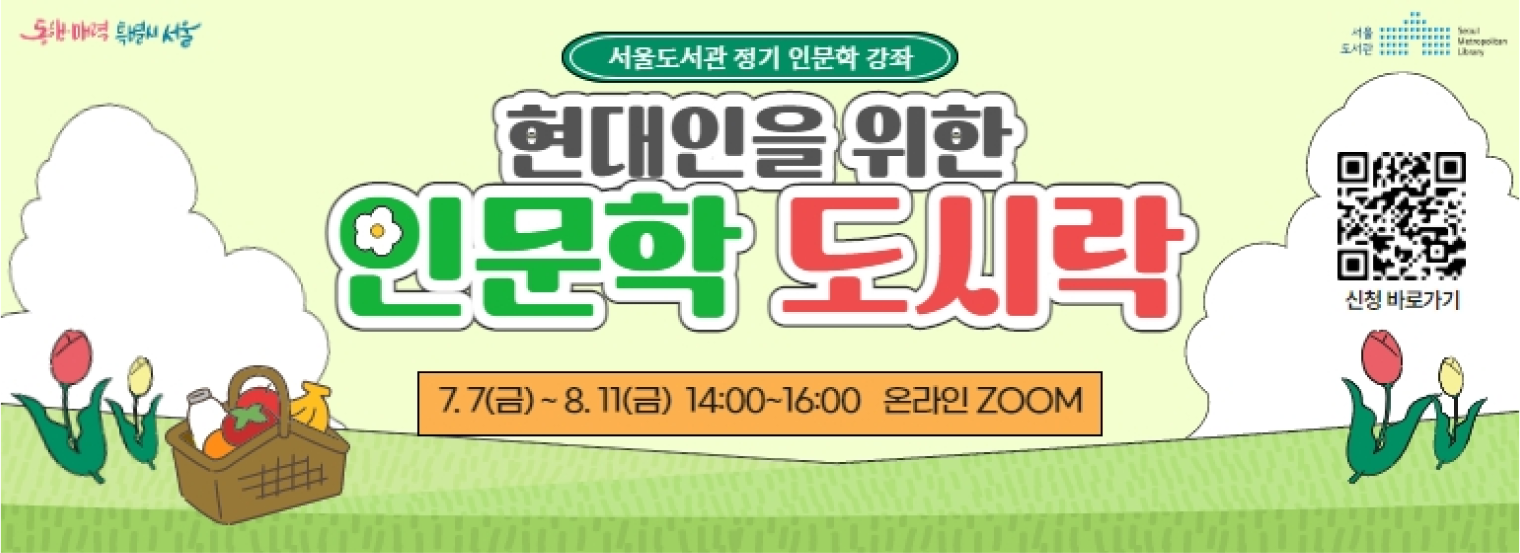 동행·매력 특별시 서울
서울
도서관
Seoul
Metropolitan
Library
서울도서관 정기 인문학 강좌
현대인을 위한
인문학 도시락
신청 바로가기
7. 7(금) ~ 8. 11(금) 14:00~16:00 온라인 ZOOM